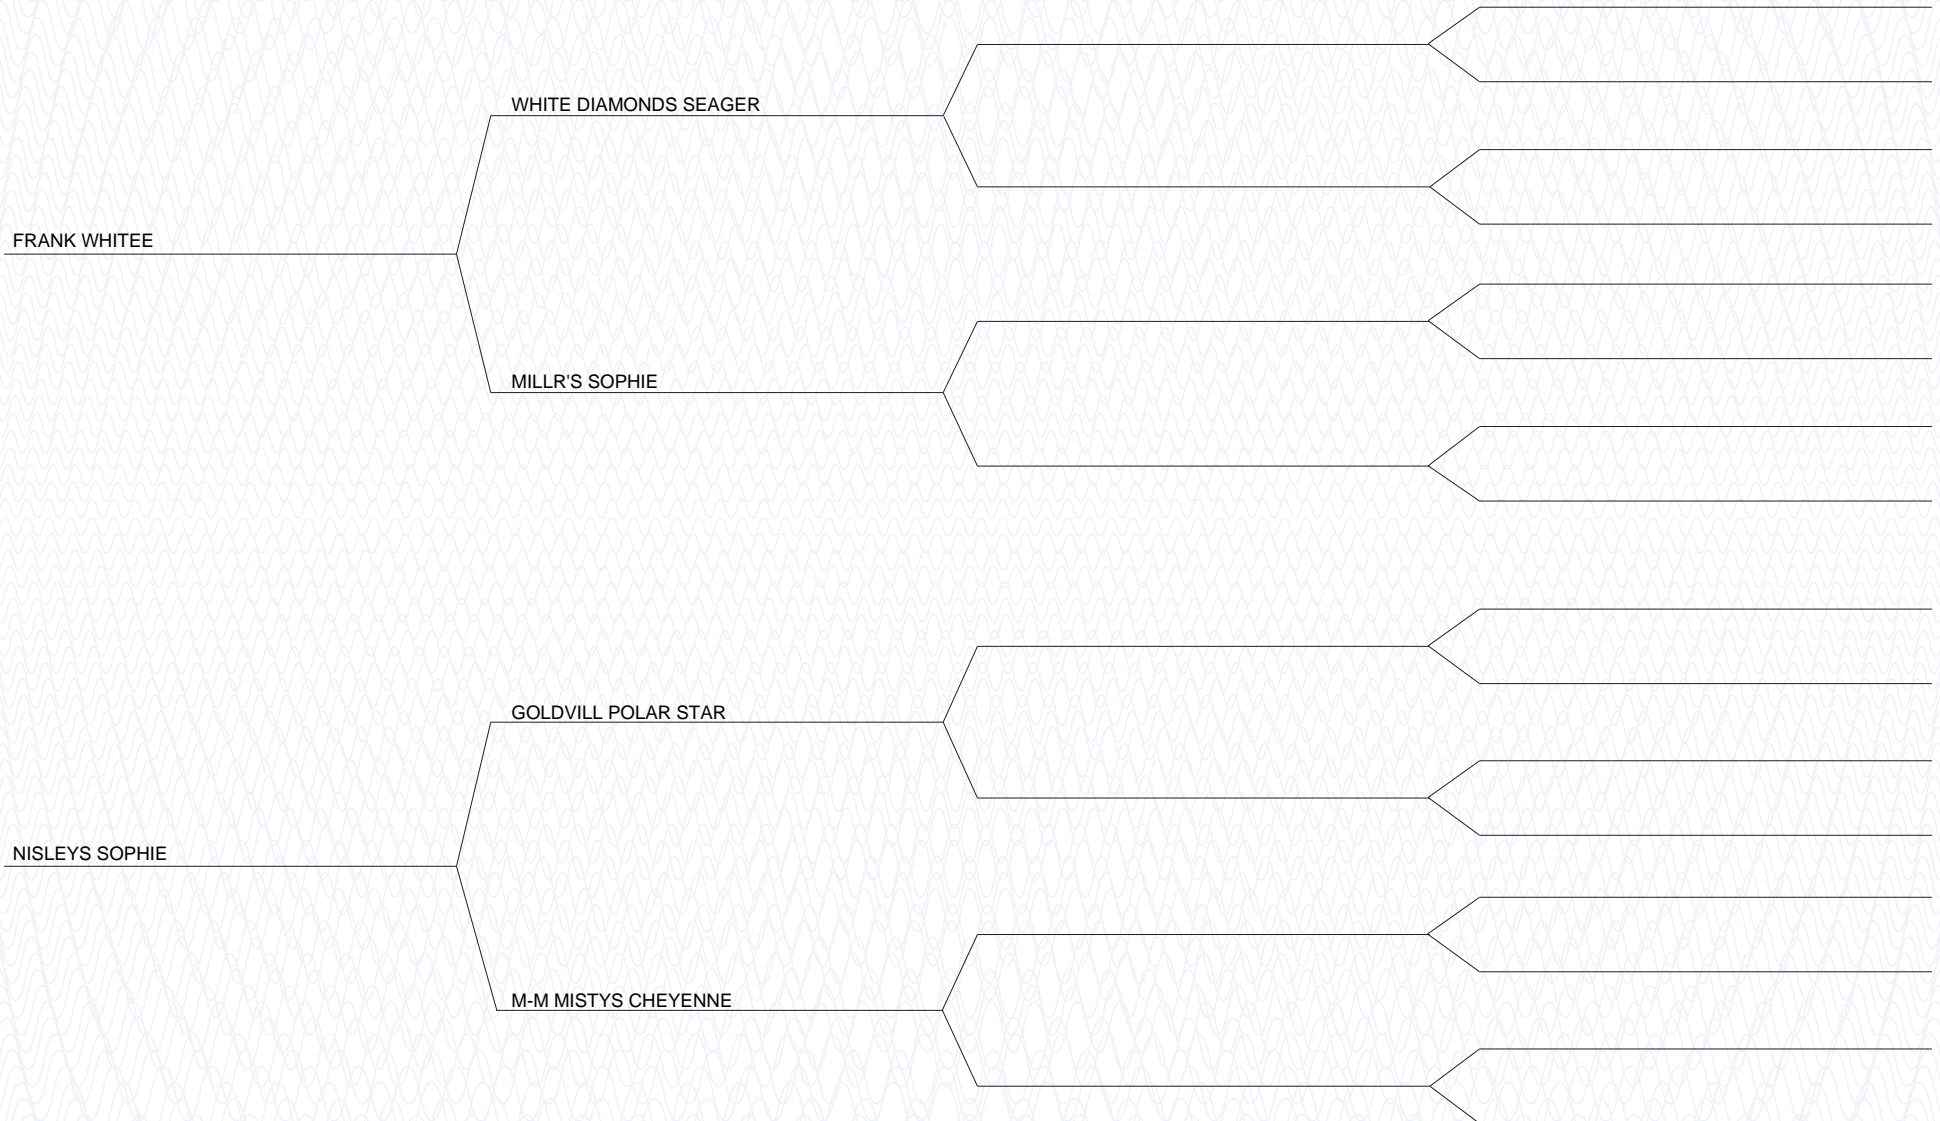 WHITE DIAMONDS SEAGER
FRANK WHITEE
MILLR'S SOPHIE
GOLDVILL POLAR STAR
NISLEYS SOPHIE
M-M MISTYS CHEYENNE